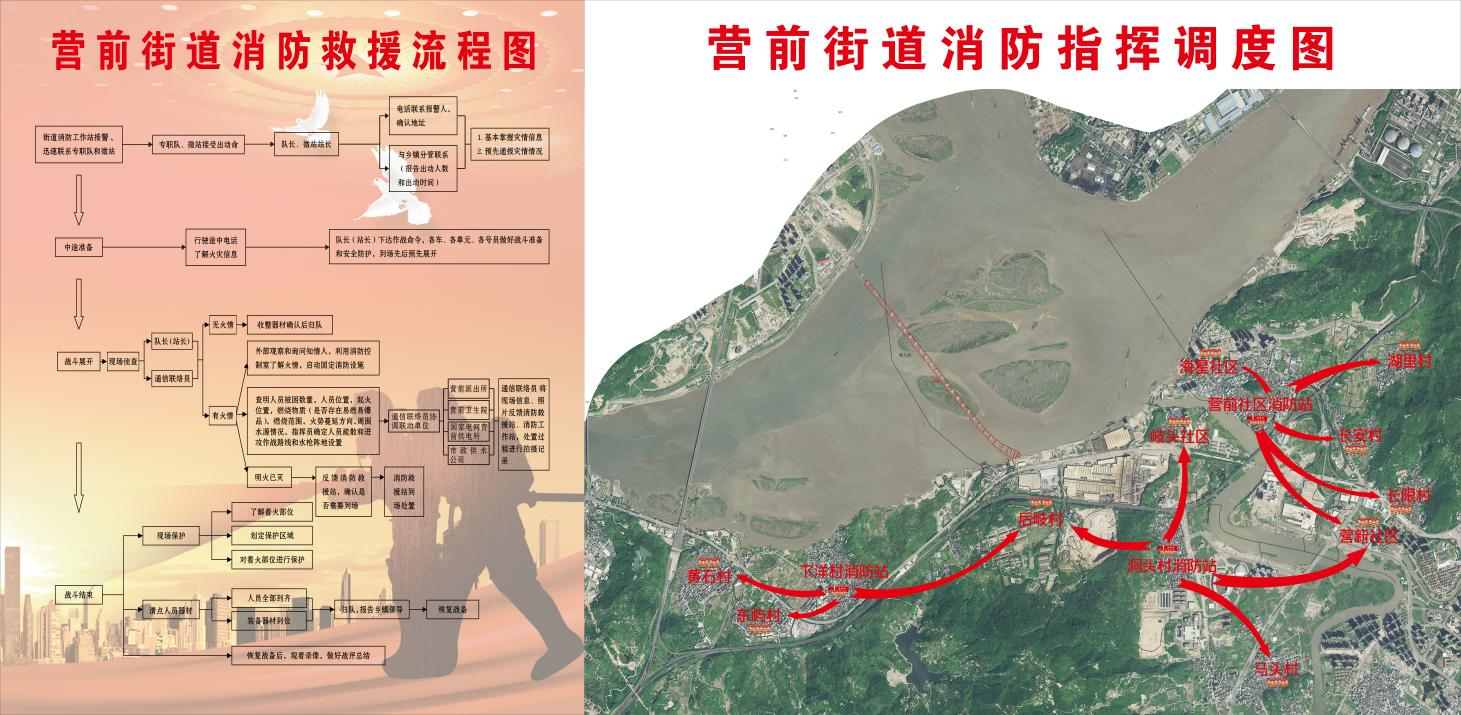 营前街道消防救援流程图
街道消防工作站接警，
迅速联系专职队和微站
专职队、微站接受出动命
队长、微站站长
电话联系报警人，
确认地址
与乡镇分管联系
（报告出动人数
和出动时间）
1. 基本掌握灾情信息
2. 预先通报灾情情况
中途准备
行驶途中电话
了解火灾信息
队长（站长）下达作战命令，各车、各单元、各号员做好战斗准备
和安全防护，到场先后预先展开
战斗展开
现场侦查
队长(站长)
通信联络员
无火情
收整器材确认后归队
有火情
外部观察和询问知情人，利用消防控
制室了解火情，启动固定消防设施
查明人员被困数量，人员位置，起火
位置，燃烧物质（是否存在易燃易爆
品），燃烧范围，火势蔓延方向，周围
水源情况，指挥员确定人员疏散和进
攻作战路线和水枪阵地设置
通信联络员协
调联动单位
营前派出所
营前卫生院
国家电网营
前供电所
市政供水
公司
通信联络员将
现场信息、照
片反馈消防救
援站、消防工
作站，处置过
程进行拍摄记
录
明火已灭
反馈消防救
援站，确认是
否需要到场
消防救
援站到
场处置
战斗结束
现场保护
了解着火部位
划定保护区域
对着火部位进行保护
清点人员器材
人员全部到齐
装备器材到位
归队,报告乡镇领导
恢复战备
恢复战备后，观看录像，做好战评总结
营前街道消防指挥调度图
海星社区
湖里村
营前社区消防站
岐头社区
长安村
长限村
后岐村
营新社区
黄石村
下洋村消防站
洞头村消防站
东屿村
马头村